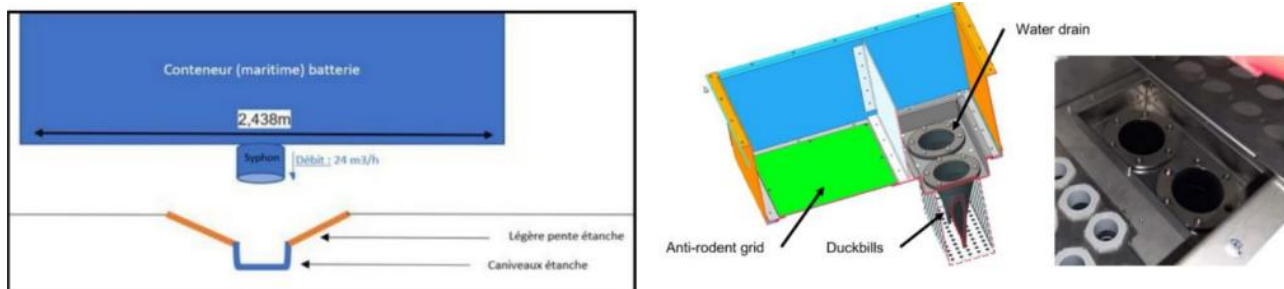 Conteneur (maritime) batterie
2,438m
Syphon
Débit : 24 m3/h
Légère pente étanche
Caniveaux étanche
Water drain
Anti-rodent grid
Duckbills